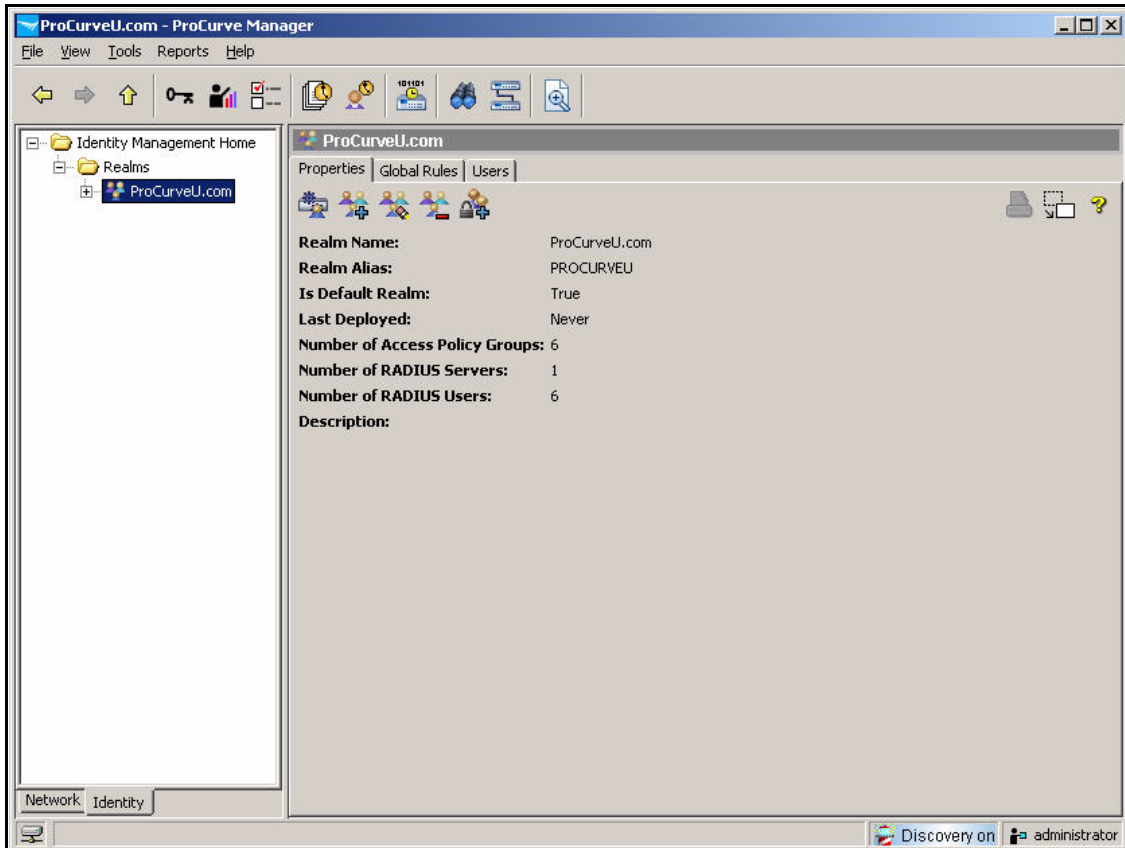 ProCurveU.com - ProCurve Manager
File View Tools Reports Help
101101
Identity Management Home
Realms
ProCurveU.com
ProCurveU.com
Properties Global Rules Users
Realm Name: ProCurveU.com
Realm Alias: PROCURVEU
Is Default Realm: True
Last Deployed: Never
Number of Access Policy Groups: 6
Number of RADIUS Servers: 1
Number of RADIUS Users: 6
Description:
Network Identity
Discovery on administrator